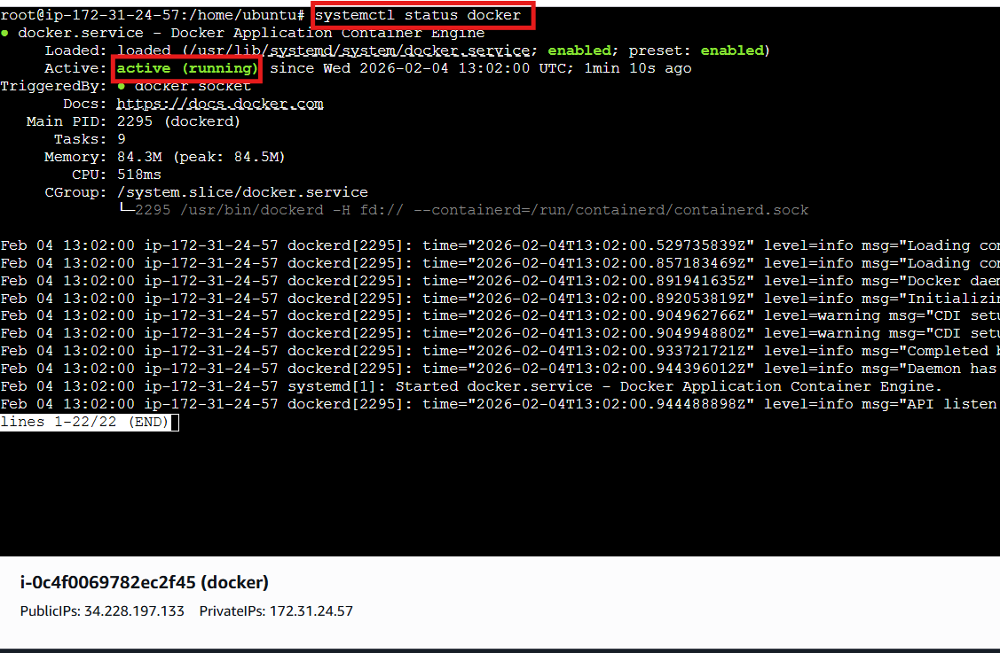 root@ip-172-31-24-57:/home/ubuntu# systemctl status docker
● docker.service - Docker Application Container Engine
Loaded: loaded (/usr/lib/systemd/system/docker.service; enabled; preset: enabled)
Active: active (running) since Wed 2026-02-04 13:02:00 UTC; 1min 10s ago
TriggeredBy: ● docker.socket
Docs: https://docs.docker.com
Main PID: 2295 (dockerd)
Tasks: 9
Memory: 84.3M (peak: 84.5M)
CPU: 518ms
CGroup: /system.slice/docker.service
└─2295 /usr/bin/dockerd -H fd:// --containerd=/run/containerd/containerd.sock
Feb 04 13:02:00 ip-172-31-24-57 dockerd[2295]: time="2026-02-04T13:02:00.529735839Z" level=info msg="Loading con
Feb 04 13:02:00 ip-172-31-24-57 dockerd[2295]: time="2026-02-04T13:02:00.857183469Z" level=info msg="Loading con
Feb 04 13:02:00 ip-172-31-24-57 dockerd[2295]: time="2026-02-04T13:02:00.891941635Z" level=info msg="Docker daem
Feb 04 13:02:00 ip-172-31-24-57 dockerd[2295]: time="2026-02-04T13:02:00.892053819Z" level=info msg="Initializin
Feb 04 13:02:00 ip-172-31-24-57 dockerd[2295]: time="2026-02-04T13:02:00.904962766Z" level=warning msg="CDI setu
Feb 04 13:02:00 ip-172-31-24-57 dockerd[2295]: time="2026-02-04T13:02:00.904994880Z" level=warning msg="CDI setu
Feb 04 13:02:00 ip-172-31-24-57 dockerd[2295]: time="2026-02-04T13:02:00.933721721Z" level=info msg="Completed b
Feb 04 13:02:00 ip-172-31-24-57 dockerd[2295]: time="2026-02-04T13:02:00.944396012Z" level=info msg="Daemon has
Feb 04 13:02:00 ip-172-31-24-57 systemd[1]: Started docker.service - Docker Application Container Engine.
Feb 04 13:02:00 ip-172-31-24-57 dockerd[2295]: time="2026-02-04T13:02:00.944488898Z" level=info msg="API listen
lines 1-22/22 (END)
i-0c4f0069782ec2f45 (docker)
PublicIPs: 34.228.197.133 PrivateIPs: 172.31.24.57